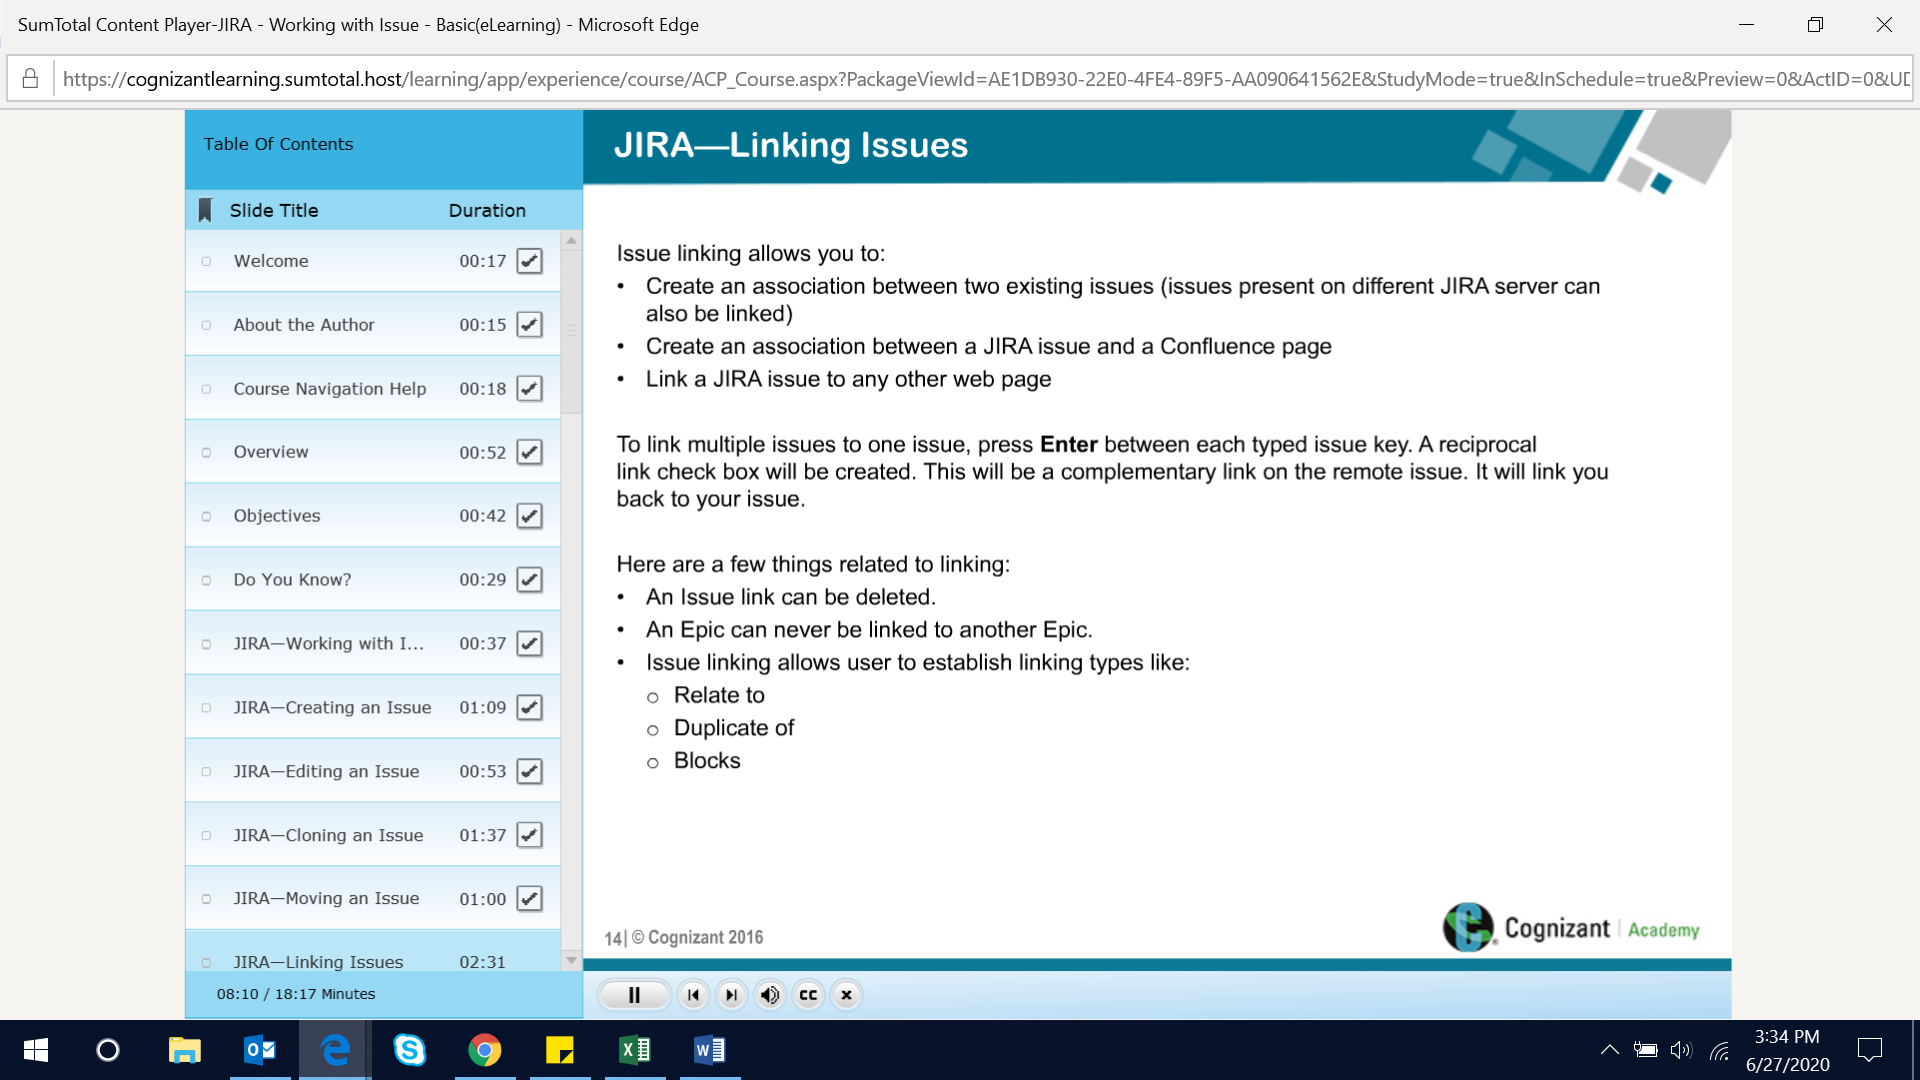 SumTotal Content Player-JIRA - Working with Issue - Basic(eLearning) - Microsoft Edge
https://cognizantlearning.sumtotal.host/learning/app/experience/course/ACP_Course.aspx?PackageViewId=AE1DB930-22E0-4FE4-89F5-AA090641562E&StudyMode=true&InSchedule=true&Preview=0&ActID=0&UD
Table Of Contents
Slide Title Duration
Welcome 00:17
About the Author 00:15
Course Navigation Help 00:18
Overview 00:52
Objectives 00:42
Do You Know? 00:29
JIRA—Working with I... 00:37
JIRA—Creating an Issue 01:09
JIRA—Editing an Issue 00:53
JIRA—Cloning an Issue 01:37
JIRA—Moving an Issue 01:00
JIRA—Linking Issues 02:31
08:10 / 18:17 Minutes
JIRA—Linking Issues
Issue linking allows you to:
• Create an association between two existing issues (issues present on different JIRA server can
also be linked)
• Create an association between a JIRA issue and a Confluence page
• Link a JIRA issue to any other web page
To link multiple issues to one issue, press Enter between each typed issue key. A reciprocal
link check box will be created. This will be a complementary link on the remote issue. It will link you
back to your issue.
Here are a few things related to linking:
• An Issue link can be deleted.
• An Epic can never be linked to another Epic.
• Issue linking allows user to establish linking types like:
o Relate to
o Duplicate of
o Blocks
14| © Cognizant 2016
Cognizant | Academy
CC
3:34 PM
6/27/2020